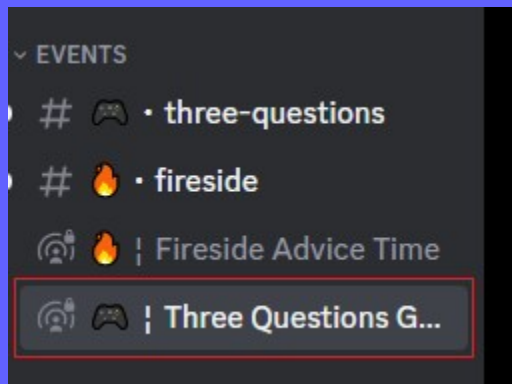 EVENTS
# 🎮 • three-questions
# 🔥 • fireside
🔥 ¦ Fireside Advice Time
🎮 ¦ Three Questions G...